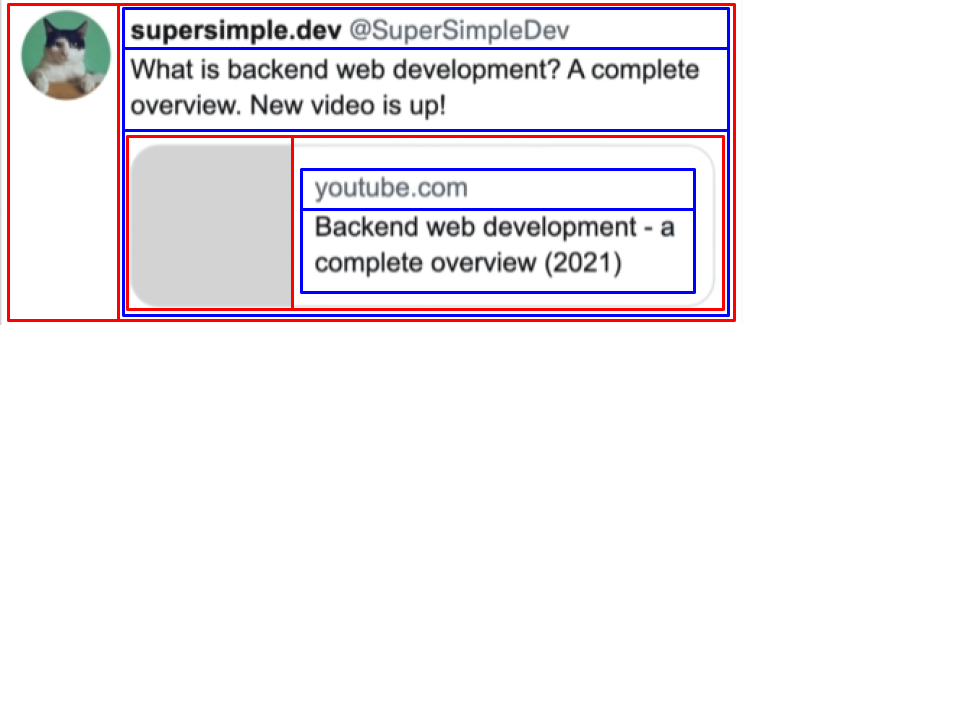 supersimple.dev @SuperSimpleDev
What is backend web development? A complete
overview. New video is up!
youtube.com
Backend web development - a
complete overview (2021)